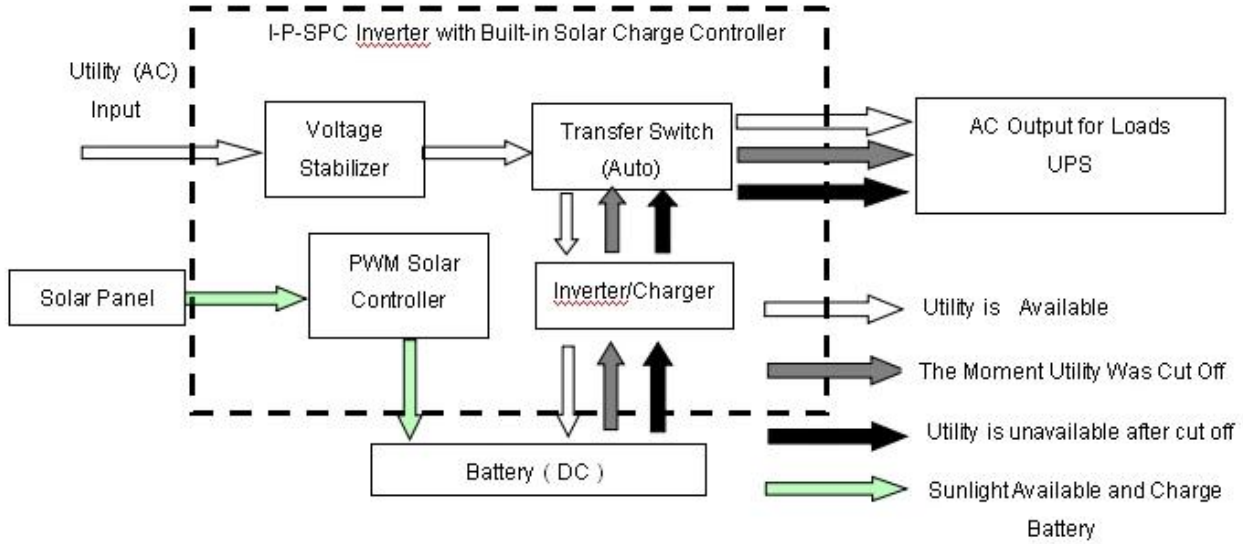 I-P-SPC Inverter with Built-in Solar Charge Controller
Utility (AC)
Input
Voltage
Stabilizer
Transfer Switch
(Auto)
AC Output for Loads
UPS
Solar Panel
PWM Solar
Controller
Inverter/Charger
Battery ( DC )
Utility is Available
The Moment Utility Was Cut Off
Utility is unavailable after cut off
Sunlight Available and Charge
Battery